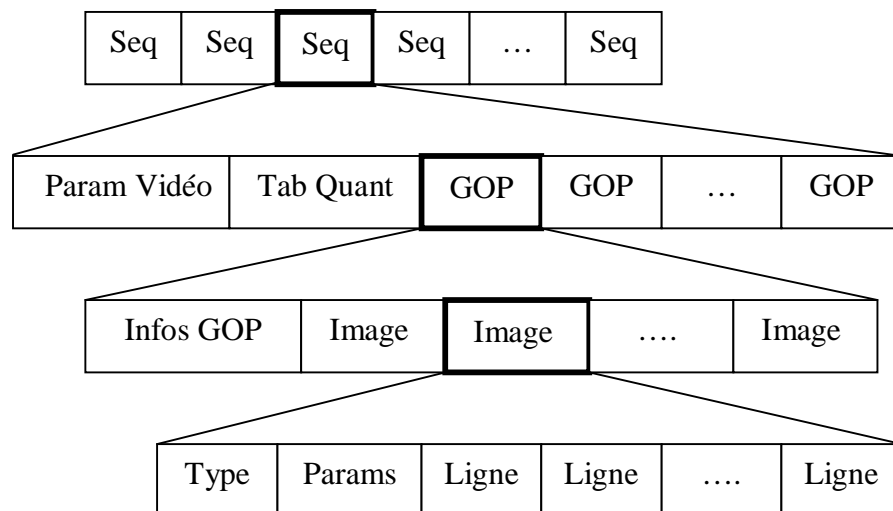 Seq Seq Seq Seq … Seq
Param Vidéo Tab Quant GOP GOP … GOP
Infos GOP Image Image …. Image
Type Params Ligne Ligne …. Ligne